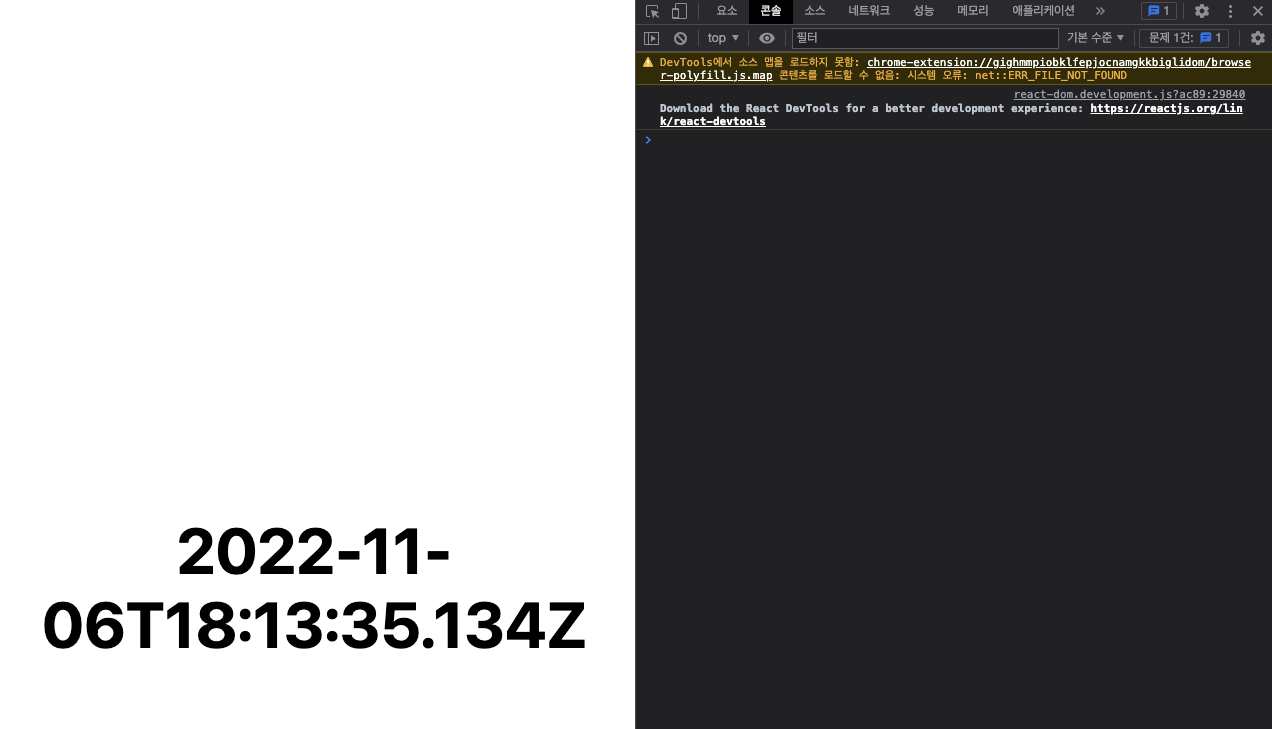 2022-11-
06T18:13:35.134Z
요소 콘솔 소스 네트워크 성능 메모리 애플리케이션 1
top 필터 기본 수준 문제 1건: 1
DevTools에서 소스 맵을 로드하지 못함: chrome-extension://gighmmpiobklfepjocnamgkkbiglidom/browse
r-polyfill.js.map 콘텐츠를 로드할 수 없음: 시스템 오류: net::ERR_FILE_NOT_FOUND
react-dom.development.js?ac89:29840
Download the React DevTools for a better development experience: https://reactjs.org/lin
k/react-devtools